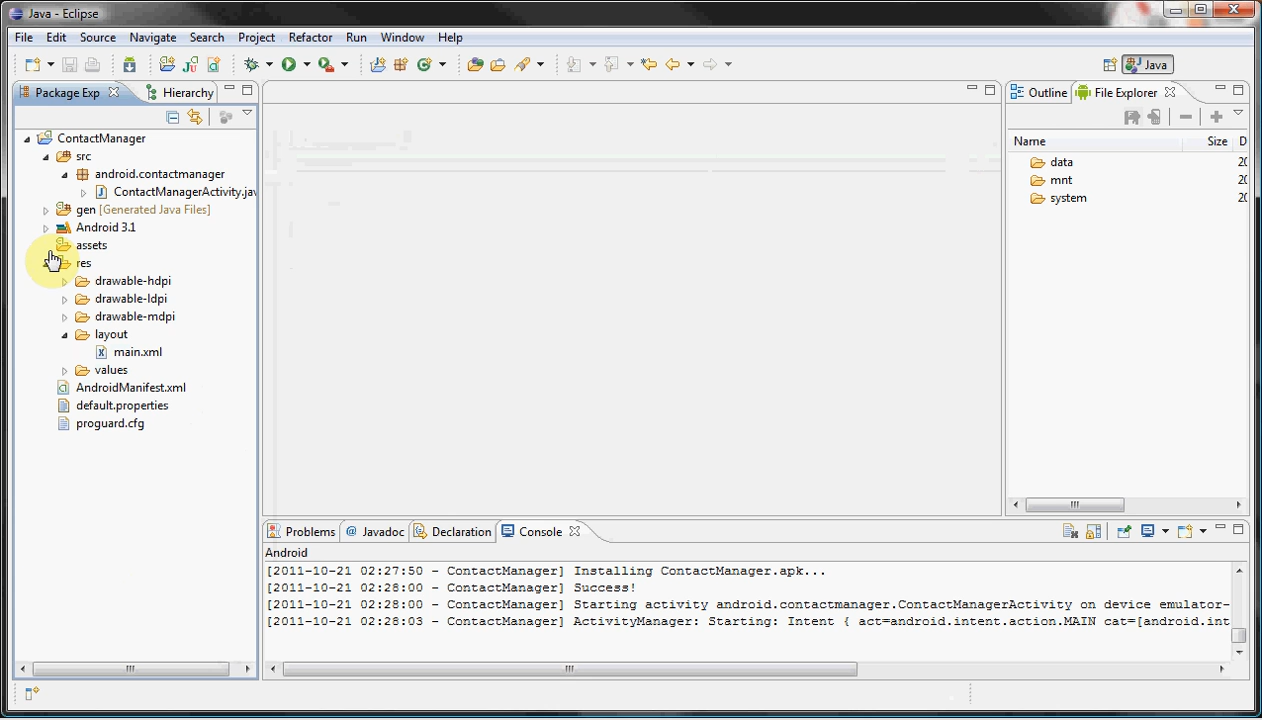 Java - Eclipse
File Edit Source Navigate Search Project Refactor Run Window Help
Java
Package Exp Hierarchy
ContactManager
src
android.contactmanager
ContactManagerActivity.jav
gen [Generated Java Files]
Android 3.1
assets
res
drawable-hdpi
drawable-ldpi
drawable-mdpi
layout
main.xml
values
AndroidManifest.xml
default.properties
proguard.cfg
Outline File Explorer
Name Size D
data 20
mnt 20
system 20
Problems @ Javadoc Declaration Console
Android
[2011-10-21 02:27:50 - ContactManager] Installing ContactManager.apk...
[2011-10-21 02:28:00 - ContactManager] Success!
[2011-10-21 02:28:00 - ContactManager] Starting activity android.contactmanager.ContactManagerActivity on device emulator-
[2011-10-21 02:28:03 - ContactManager] ActivityManager: Starting: Intent { act=android.intent.action.MAIN cat=[android.int